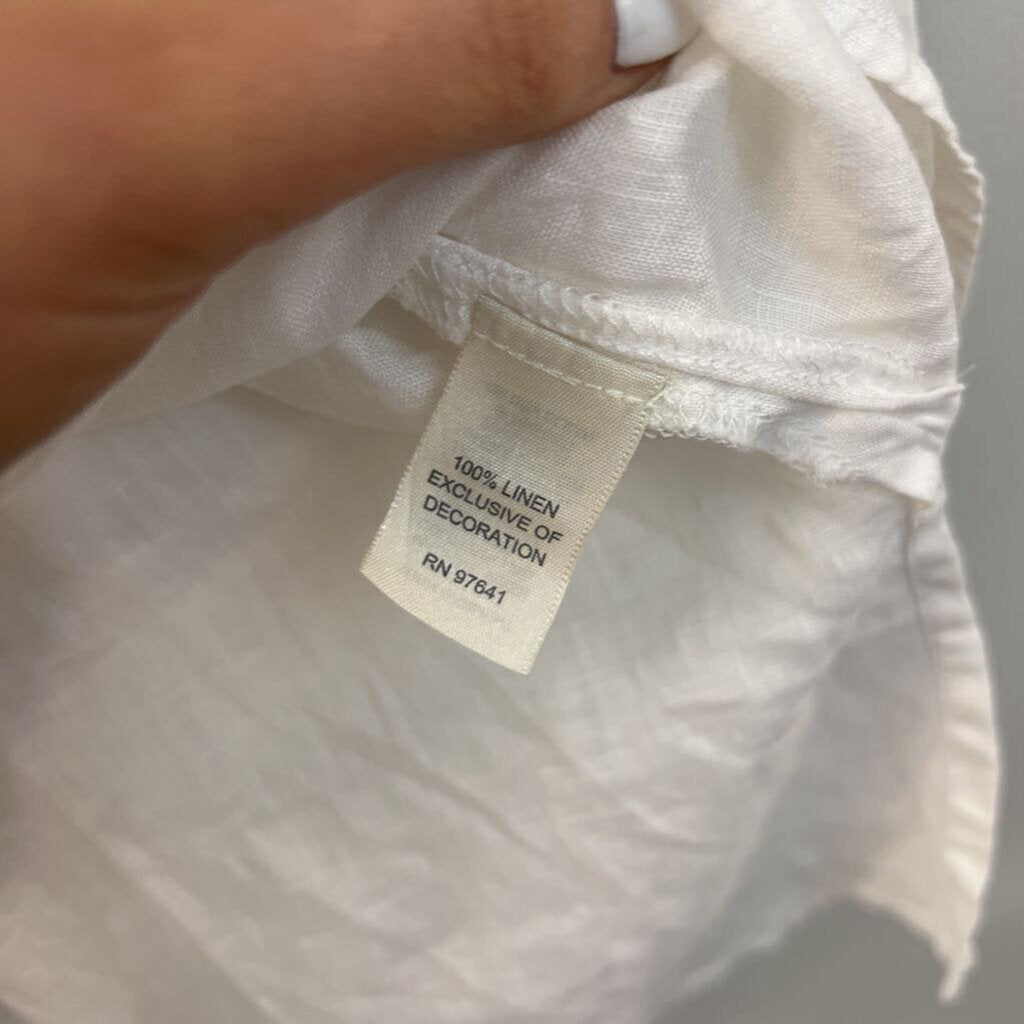 100% LINEN
EXCLUSIVE OF
DECORATION
RN 97641